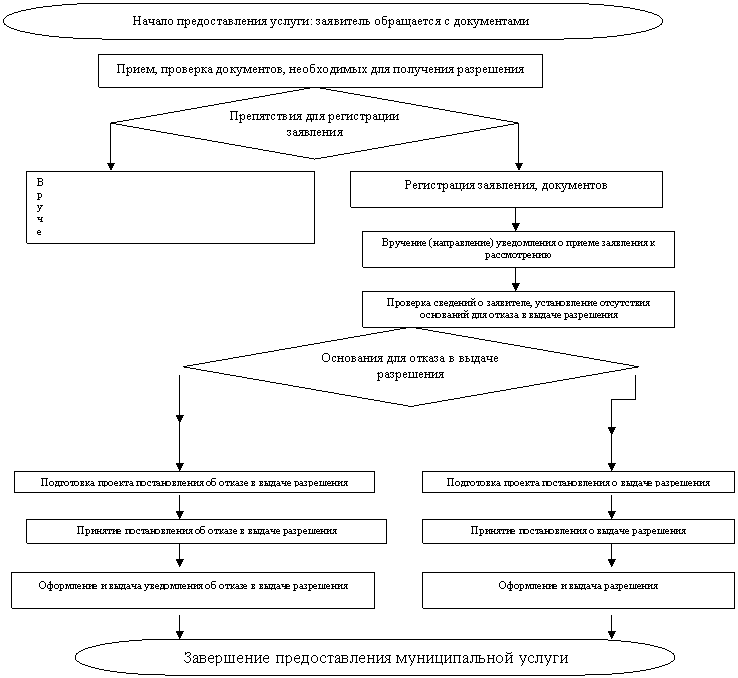 Начало предоставления услуги: заявитель обращается с документами
Прием, проверка документов, необходимых для получения разрешения
Препятствия для регистрации
заявления
В
р
у
ч
е
Регистрация заявления, документов
Вручение (направление) уведомления о приеме заявления к
рассмотрению
Проверка сведений о заявителе, установление отсутствия
оснований для отказа в выдаче разрешения
Основания для отказа в выдаче
разрешения
Подготовка проекта постановления об отказе в выдаче разрешения
Подготовка проекта постановления о выдаче разрешения
Принятие постановления об отказе в выдаче разрешения
Принятие постановления о выдаче разрешения
Оформление и выдача уведомления об отказе в выдаче разрешения
Оформление и выдача разрешения
Завершение предоставления муниципальной услуги